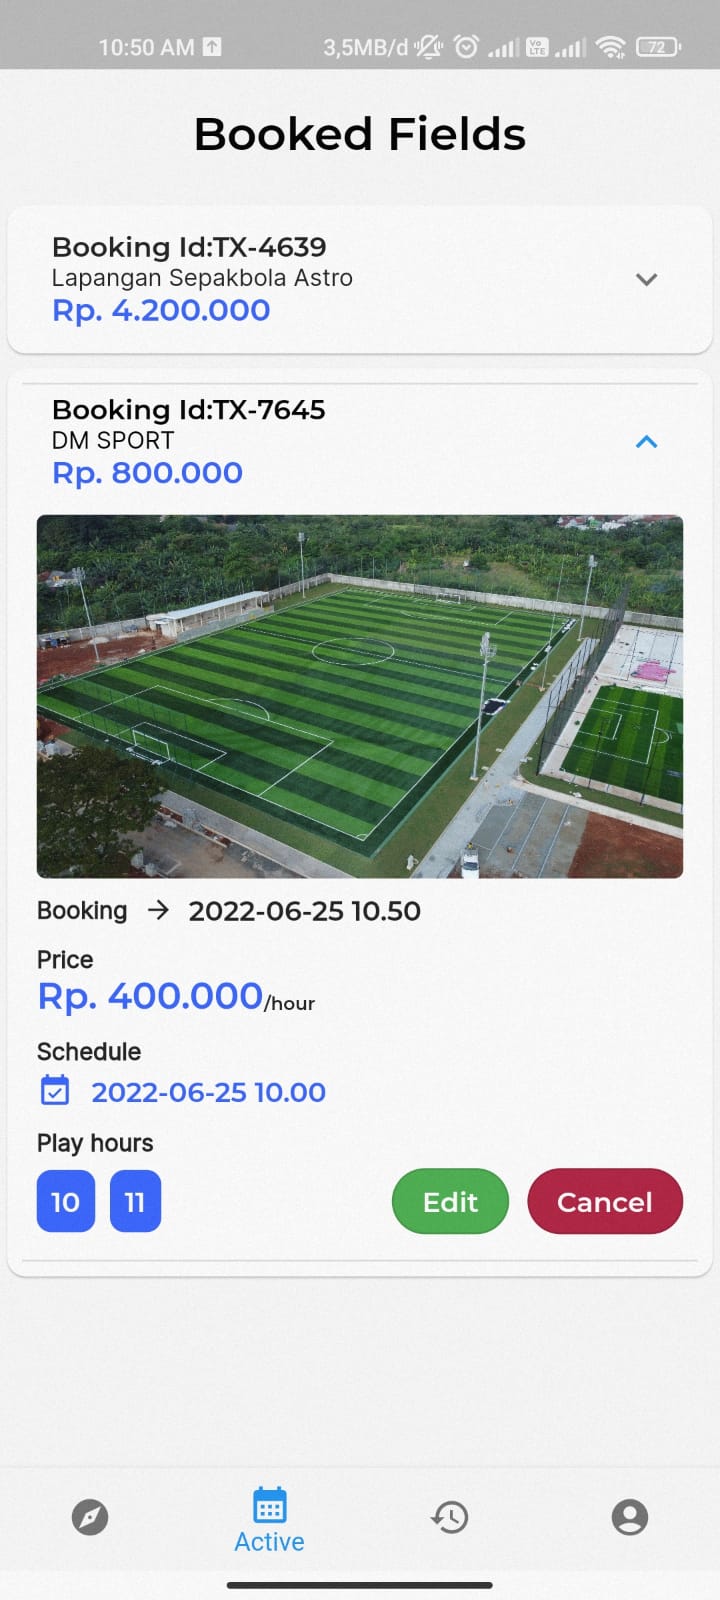 10:50 AM 3,5MB/d Vo LTE 72
Booked Fields
Booking Id:TX-4639
Lapangan Sepakbola Astro
Rp. 4.200.000
Booking Id:TX-7645
DM SPORT
Rp. 800.000
Booking → 2022-06-25 10.50
Price
Rp. 400.000/hour
Schedule
2022-06-25 10.00
Play hours
10 11 Edit Cancel
Active